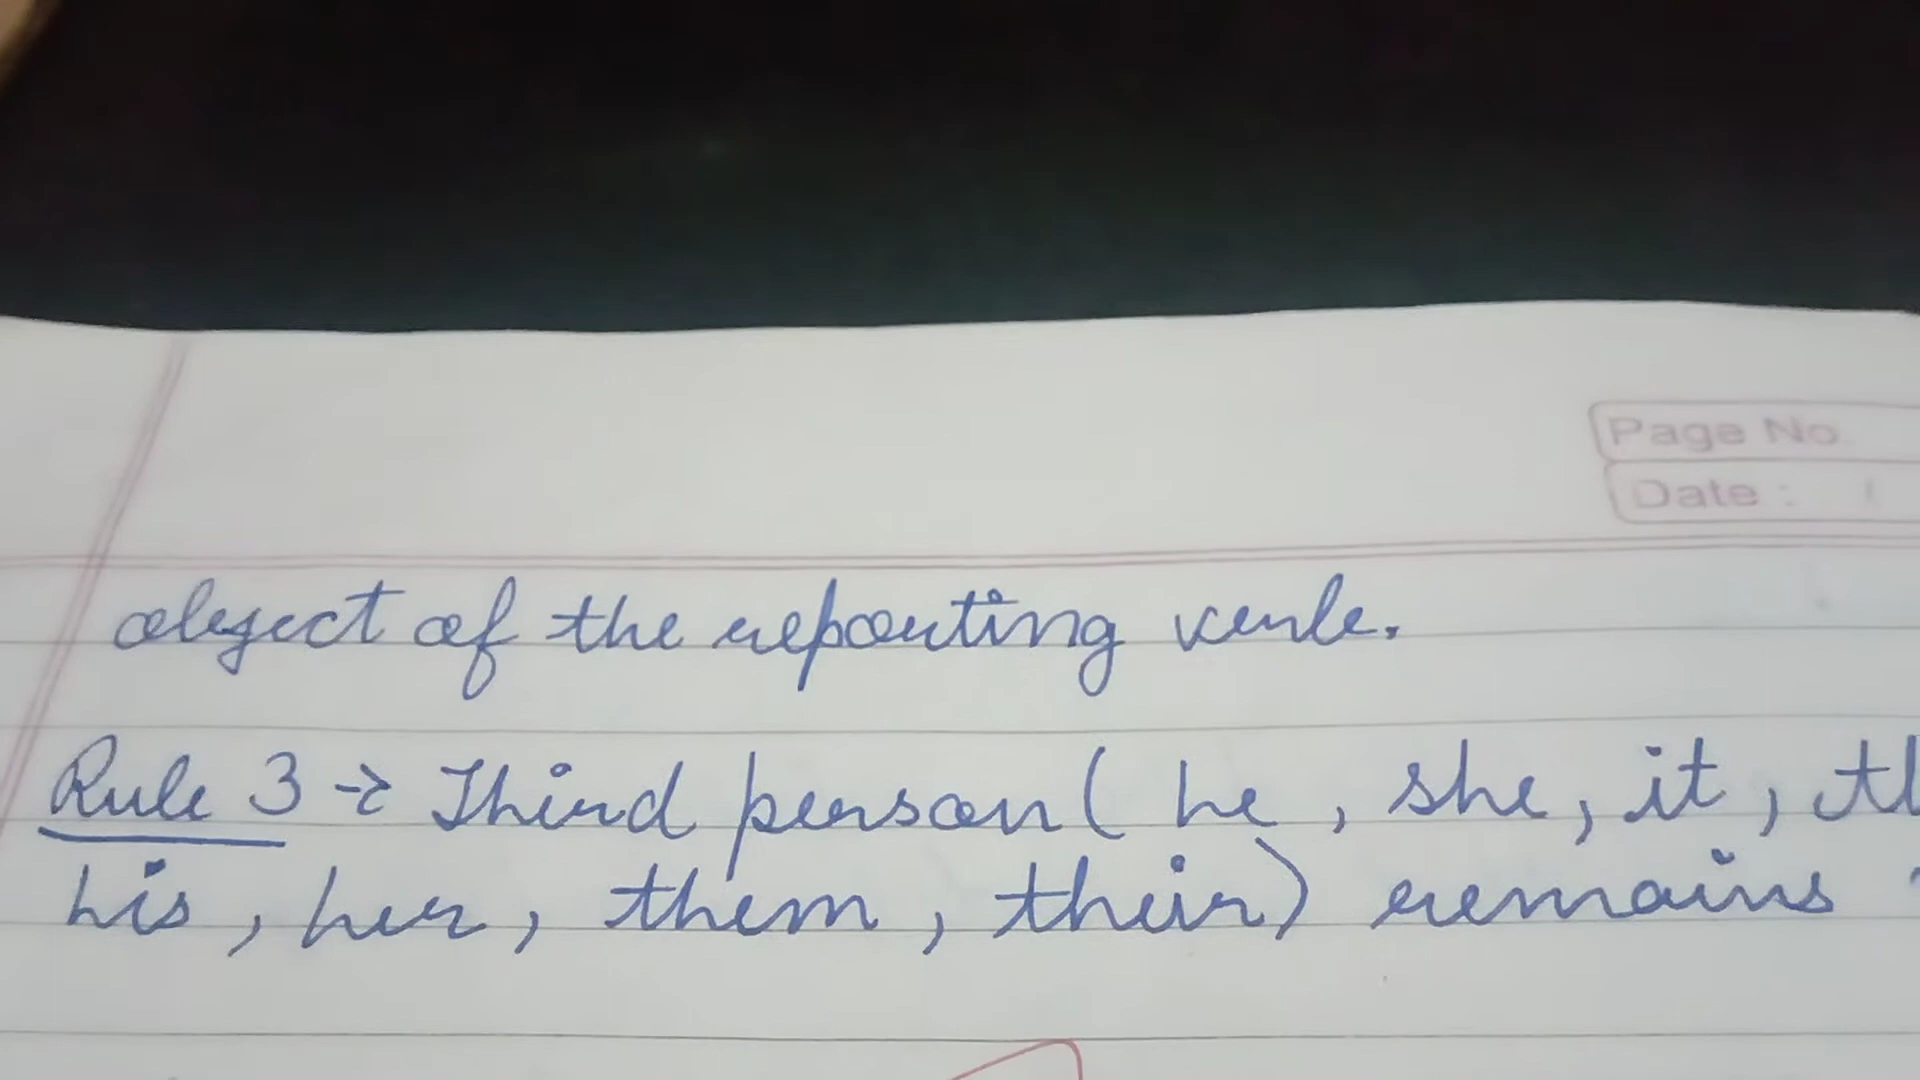 Page No.
Date :
object of the reporting verb.
Rule 3 → Third person ( he , she, it , th
his , her , them , their) remains